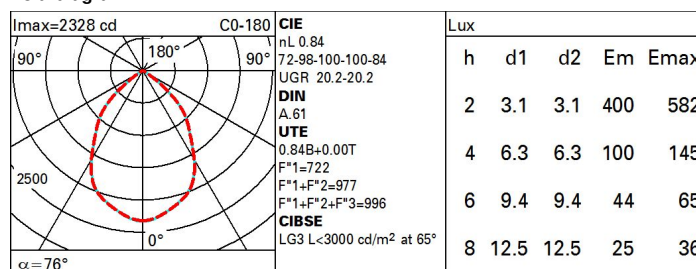 Imax=2328 cd C0-180
90° 180° 90°
2500
0°
α=76°
CIE
nL 0.84
72-98-100-100-84
UGR 20.2-20.2
DIN
A.61
UTE
0.84B+0.00T
F"1=722
F"1+F"2=977
F"1+F"2+F"3=996
CIBSE
LG3 L<3000 cd/m² at 65°
Lux
h d1 d2 Em Emax
2 3.1 3.1 400 582
4 6.3 6.3 100 145
6 9.4 9.4 44 65
8 12.5 12.5 25 36